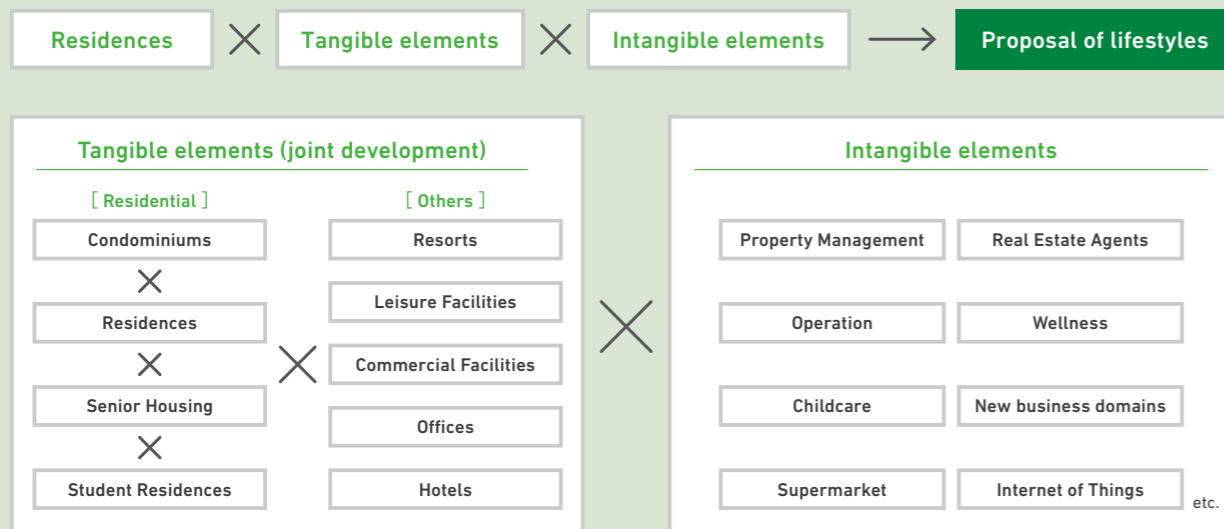 Residences
Tangible elements
Intangible elements
Proposal of lifestyles
Tangible elements (joint development)
[ Residential ]
Condominiums
Residences
Senior Housing
Student Residences
[ Others ]
Resorts
Leisure Facilities
Commercial Facilities
Offices
Hotels
Intangible elements
Property Management
Real Estate Agents
Operation
Wellness
Childcare
New business domains
Supermarket
Internet of Things
etc.